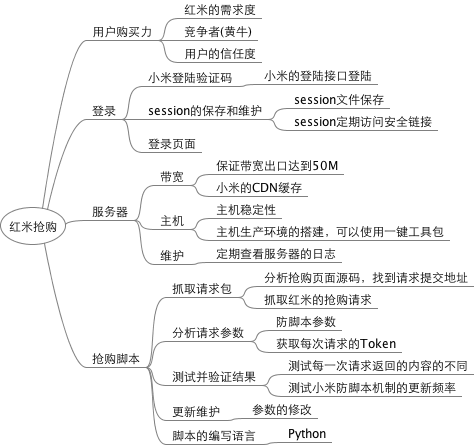 红米抢购
用户购买力
红米的需求度
竞争者(黄牛)
用户的信任度
登录
小米登陆验证码
小米的登陆接口登陆
session的保存和维护
session文件保存
session定期访问安全链接
登录页面
服务器
带宽
保证带宽出口达到50M
小米的CDN缓存
主机
主机稳定性
主机生产环境的搭建，可以使用一键工具包
维护
定期查看服务器的日志
抢购脚本
抓取请求包
分析抢购页面源码，找到请求提交地址
抓取红米的抢购请求
分析请求参数
防脚本参数
获取每次请求的Token
测试并验证结果
测试每一次请求返回的内容的不同
测试小米防脚本机制的更新频率
更新维护
参数的修改
脚本的编写语言
Python